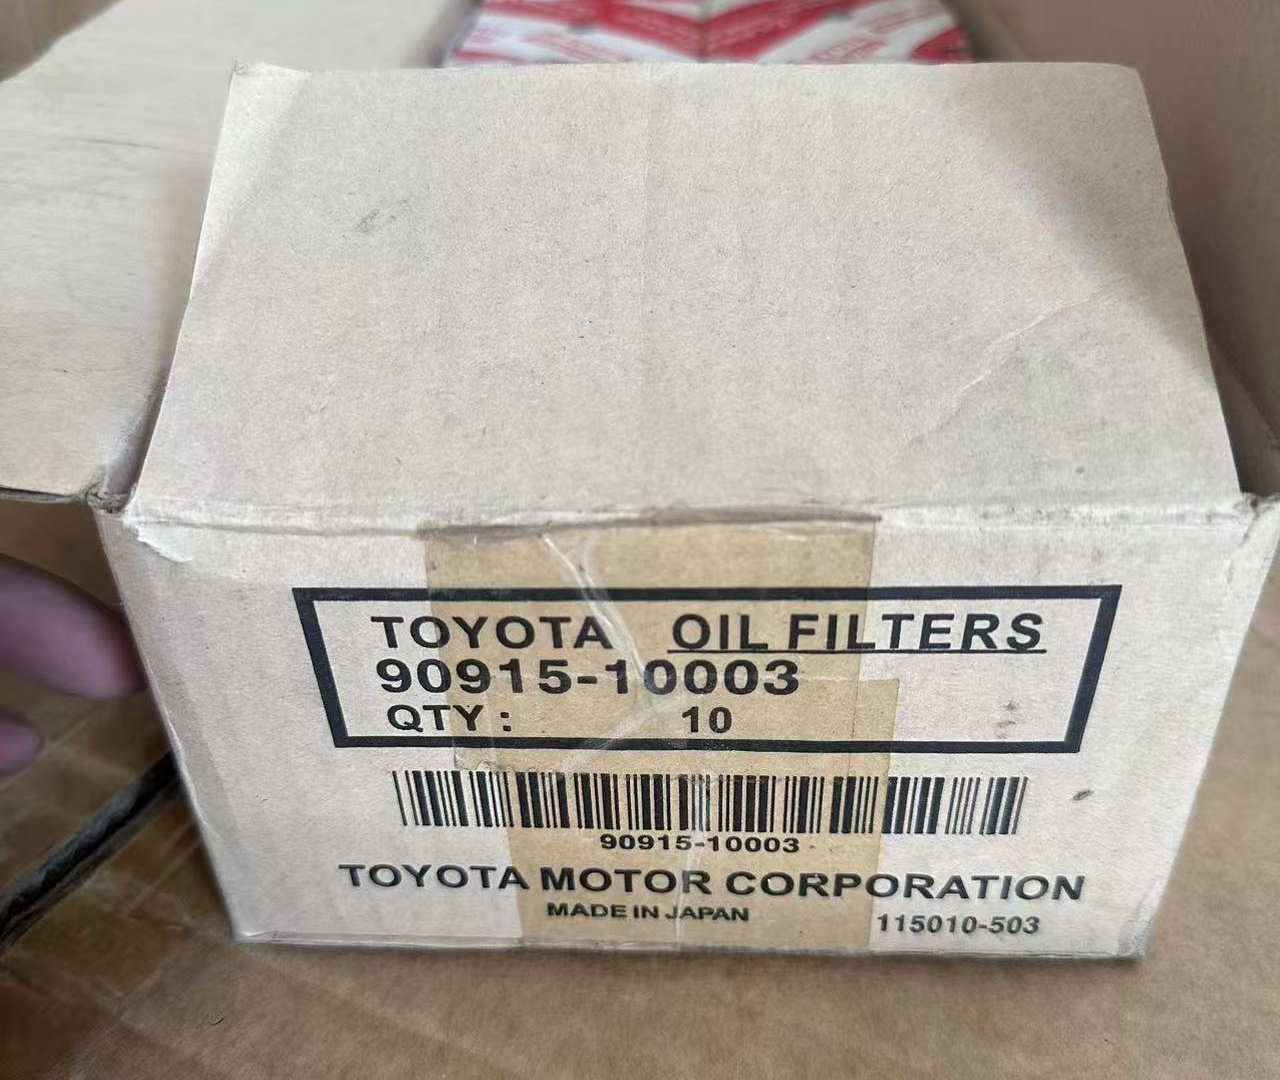 TOYOTA OIL FILTERS
90915-10003
QTY : 10
90915-10003
TOYOTA MOTOR CORPORATION
MADE IN JAPAN
115010-503